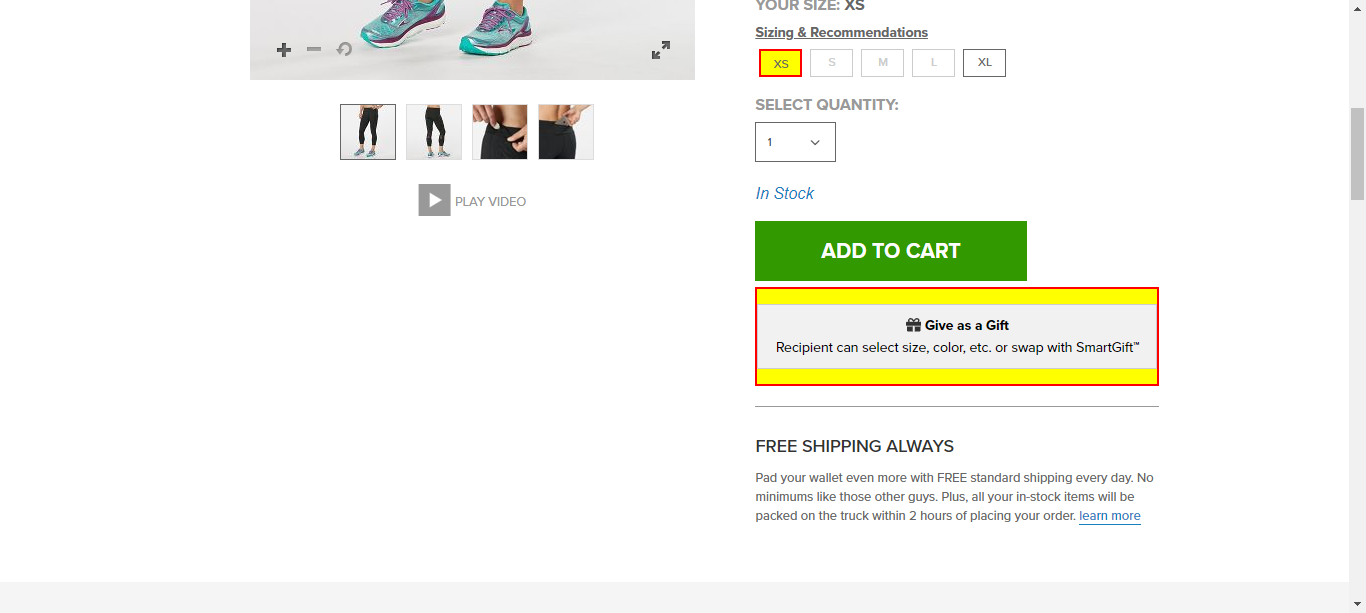 YOUR SIZE: XS
Sizing & Recommendations
XS S M L XL
SELECT QUANTITY:
1
In Stock
PLAY VIDEO
ADD TO CART
Give as a Gift
Recipient can select size, color, etc. or swap with SmartGift™
FREE SHIPPING ALWAYS
Pad your wallet even more with FREE standard shipping every day. No
minimums like those other guys. Plus, all your in-stock items will be
packed on the truck within 2 hours of placing your order. learn more